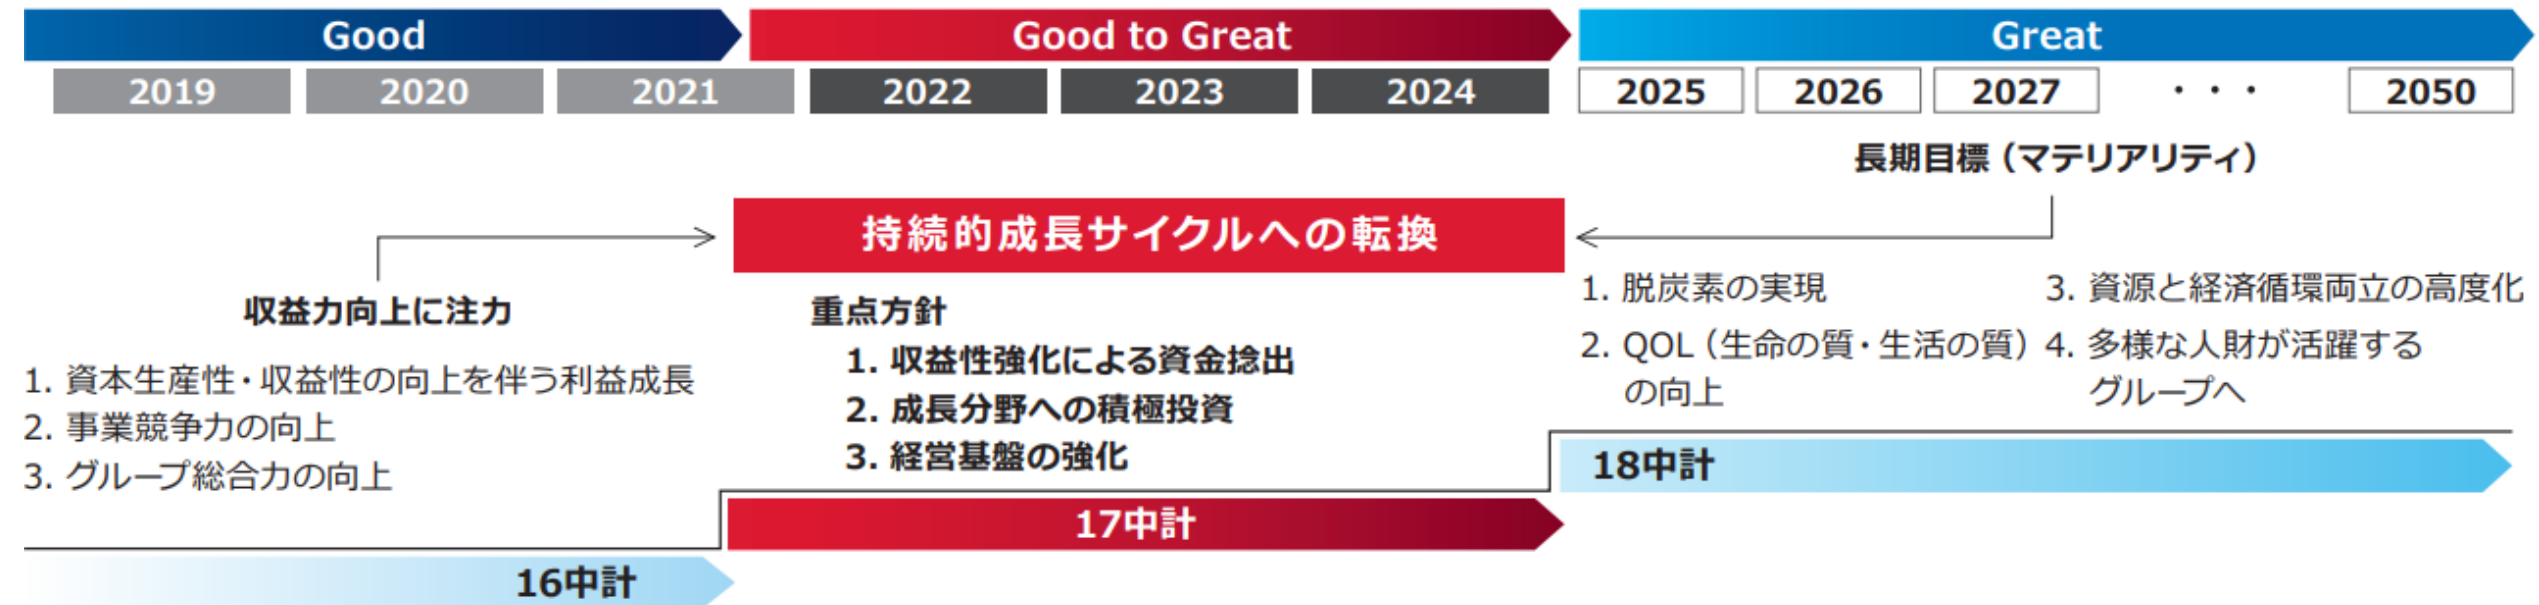 Good
Good to Great
Great
2019
2020
2021
2022
2023
2024
2025
2026
2027
・・・
2050
長期目標（マテリアリティ）
持続的成長サイクルへの転換
収益力向上に注力
1. 資本生産性・収益性の向上を伴う利益成長
2. 事業競争力の向上
3. グループ総合力の向上
重点方針
1. 収益性強化による資金捻出
2. 成長分野への積極投資
3. 経営基盤の強化
1. 脱炭素の実現
2. QOL（生命の質・生活の質）
の向上
3. 資源と経済循環両立の高度化
4. 多様な人財が活躍する
グループへ
16中計
17中計
18中計